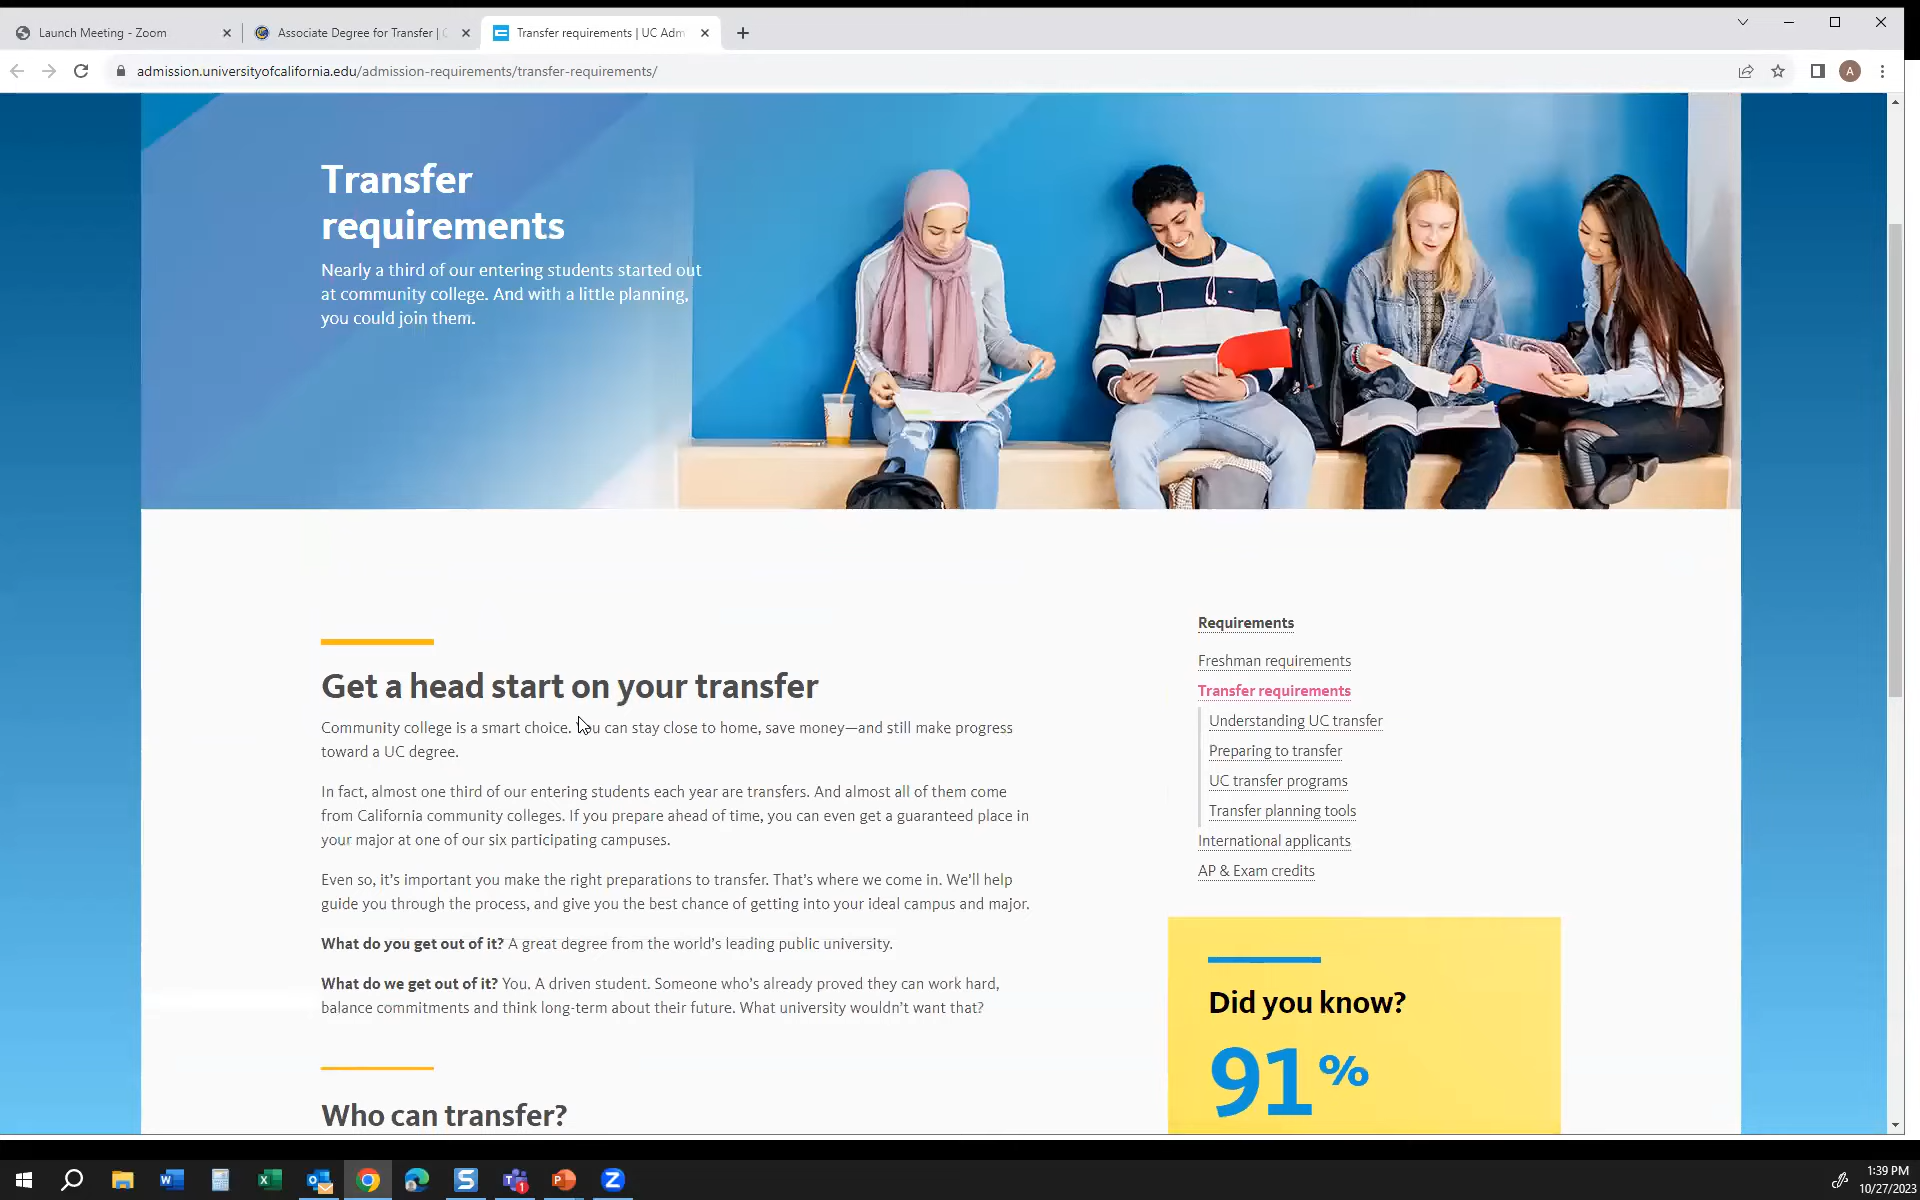 Launch Meeting - Zoom
Associate Degree for Transfer |
Transfer requirements | UC Adm
admission.universityofcalifornia.edu/admission-requirements/transfer-requirements/
A
Transfer
requirements
Nearly a third of our entering students started out
at community college. And with a little planning,
you could join them.
Get a head start on your transfer
Community college is a smart choice. You can stay close to home, save money—and still make progress
toward a UC degree.
In fact, almost one third of our entering students each year are transfers. And almost all of them come
from California community colleges. If you prepare ahead of time, you can even get a guaranteed place in
your major at one of our six participating campuses.
Even so, it's important you make the right preparations to transfer. That's where we come in. We'll help
guide you through the process, and give you the best chance of getting into your ideal campus and major.
What do you get out of it? A great degree from the world's leading public university.
What do we get out of it? You. A driven student. Someone who's already proved they can work hard,
balance commitments and think long-term about their future. What university wouldn't want that?
Who can transfer?
Requirements
Freshman requirements
Transfer requirements
Understanding UC transfer
Preparing to transfer
UC transfer programs
Transfer planning tools
International applicants
AP & Exam credits
Did you know?
91%
1:39 PM
10/27/2023